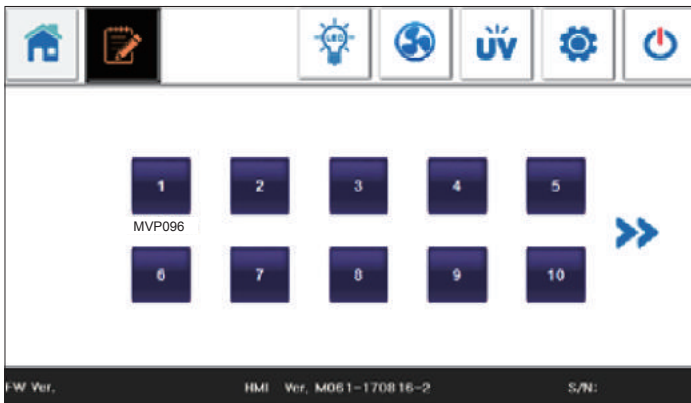 LED UV
1 2 3 4 5
MVP096
6 7 8 9 10
FW Ver. HMI Ver. M061-170816-2 S/N: